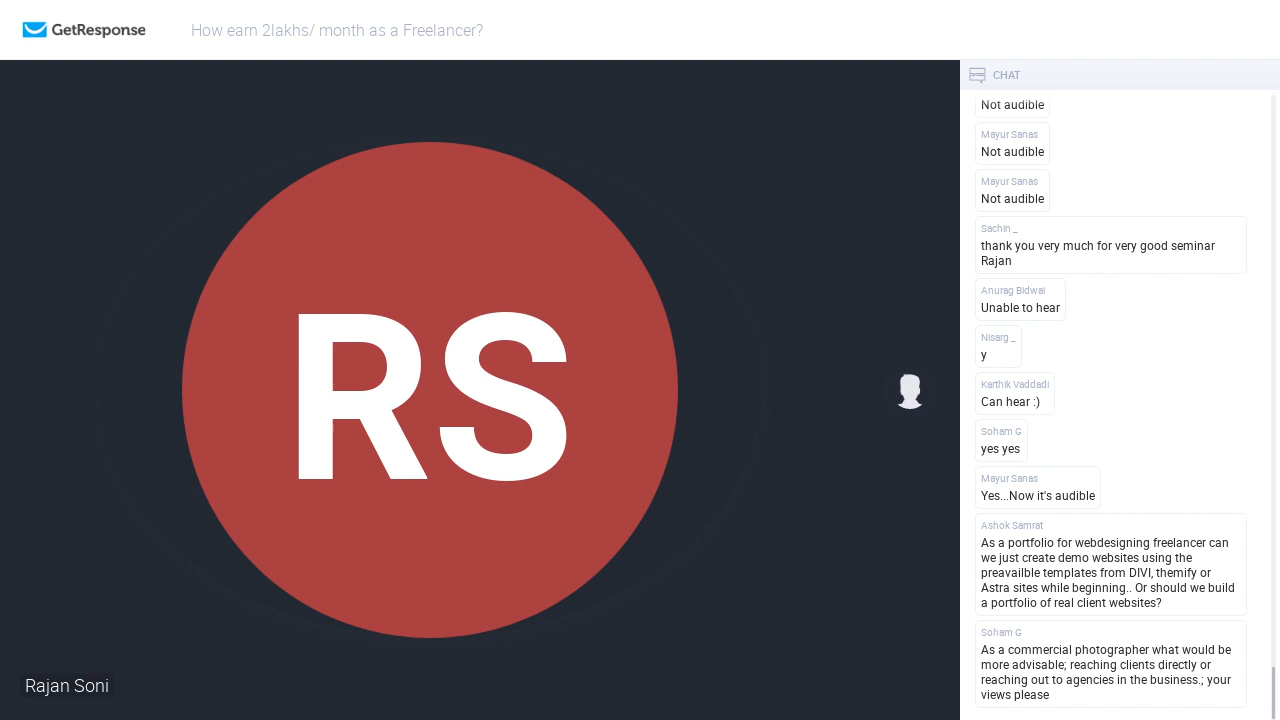 GetResponse
How earn 2lakhs/ month as a Freelancer?
RS
Rajan Soni
CHAT
Not audible
Mayur Sanas
Not audible
Mayur Sanas
Not audible
Sachin _
thank you very much for very good seminar
Rajan
Anurag Bidwai
Unable to hear
Nisarg _
y
Karthik Vaddadi
Can hear :)
Soham G
yes yes
Mayur Sanas
Yes...Now it's audible
Ashok Samrat
As a portfolio for webdesigning freelancer can
we just create demo websites using the
preavailble templates from DIVI, themify or
Astra sites while beginning.. Or should we build
a portfolio of real client websites?
Soham G
As a commercial photographer what would be
more advisable; reaching clients directly or
reaching out to agencies in the business.; your
views please